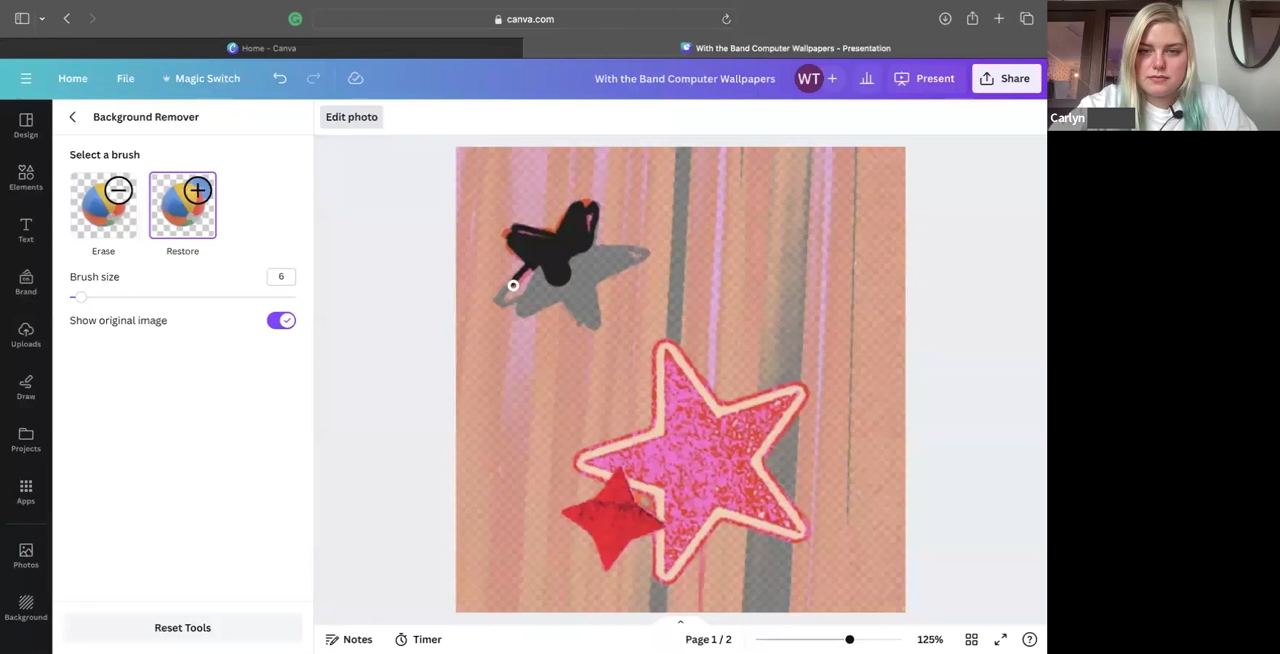 canva.com
Home - Canva
With the Band Computer Wallpapers - Presentation
Home
File
Magic Switch
With the Band Computer Wallpapers
WT
Present
Share
Carlyn
Design
Elements
Text
Brand
Uploads
Draw
Projects
Apps
Photos
Background
Background Remover
Edit photo
Select a brush
Erase
Restore
Brush size
6
Show original image
Reset Tools
Notes
Timer
Page 1 / 2
125%